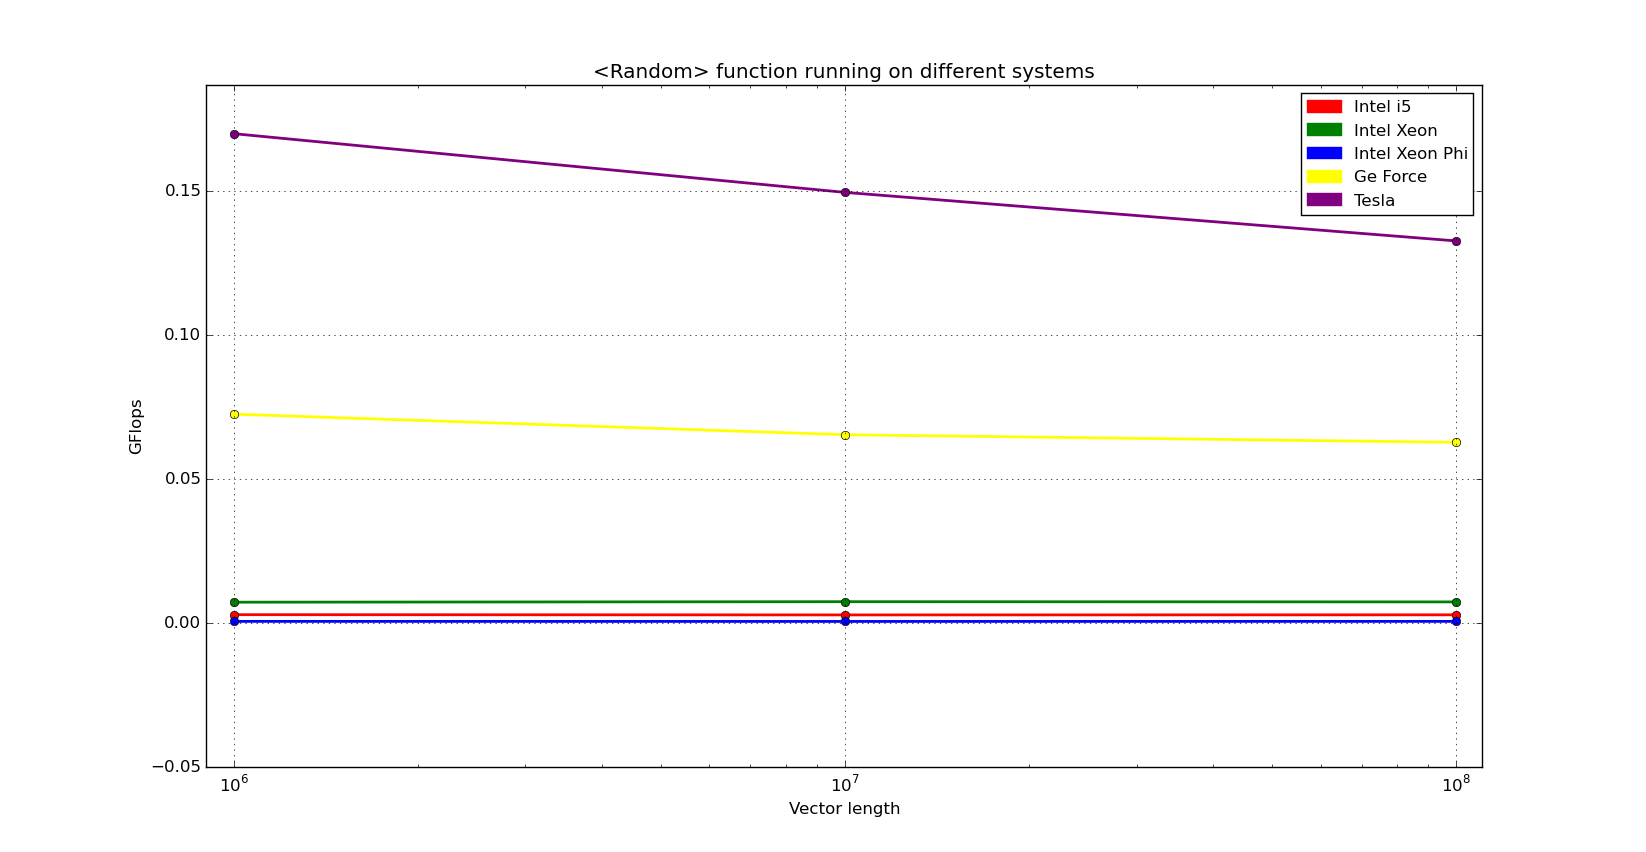 <Random> function running on different systems
Intel i5
Intel Xeon
Intel Xeon Phi
Ge Force
Tesla
0.15
0.10
0.05
0.00
−0.05
GFlops
10^6 10^7 10^8
Vector length